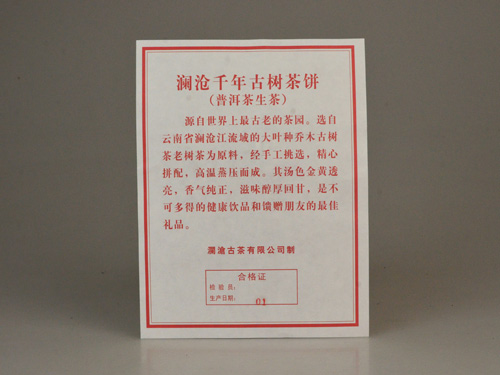 澜沧千年古树茶饼
（普洱茶生茶）
源自世界上最古老的茶园。选自
云南省澜沧江流域的大叶种乔木古树
茶老树茶为原料，经手工挑选，精心
拼配，高温蒸压而成。其汤色金黄透
亮，香气纯正，滋味醇厚回甘，是不
可多得的健康饮品和馈赠朋友的最佳
礼品。
澜沧古茶有限公司制
合格证
检验员：
生产日期：01